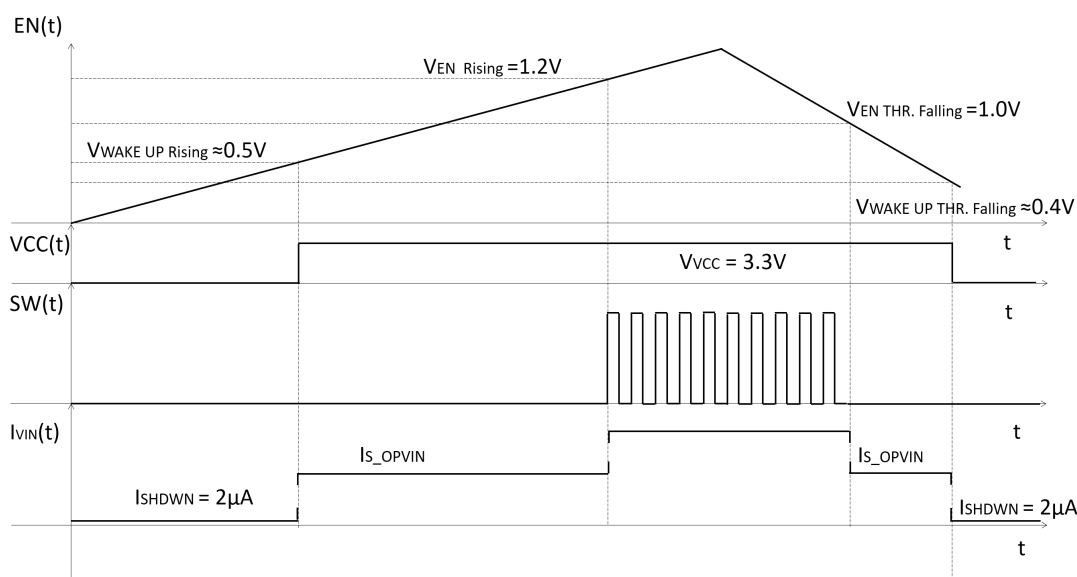 EN(t)
VEN Rising =1.2V
VEN THR. Falling =1.0V
VWAKE UP Rising ≈0.5V
VWAKE UP THR. Falling ≈0.4V
VCC(t)
t
VVCC = 3.3V
SW(t)
t
IVIN(t)
t
IS_OPVIN
IS_OPVIN
ISHDWN = 2µA
ISHDWN = 2µA
t